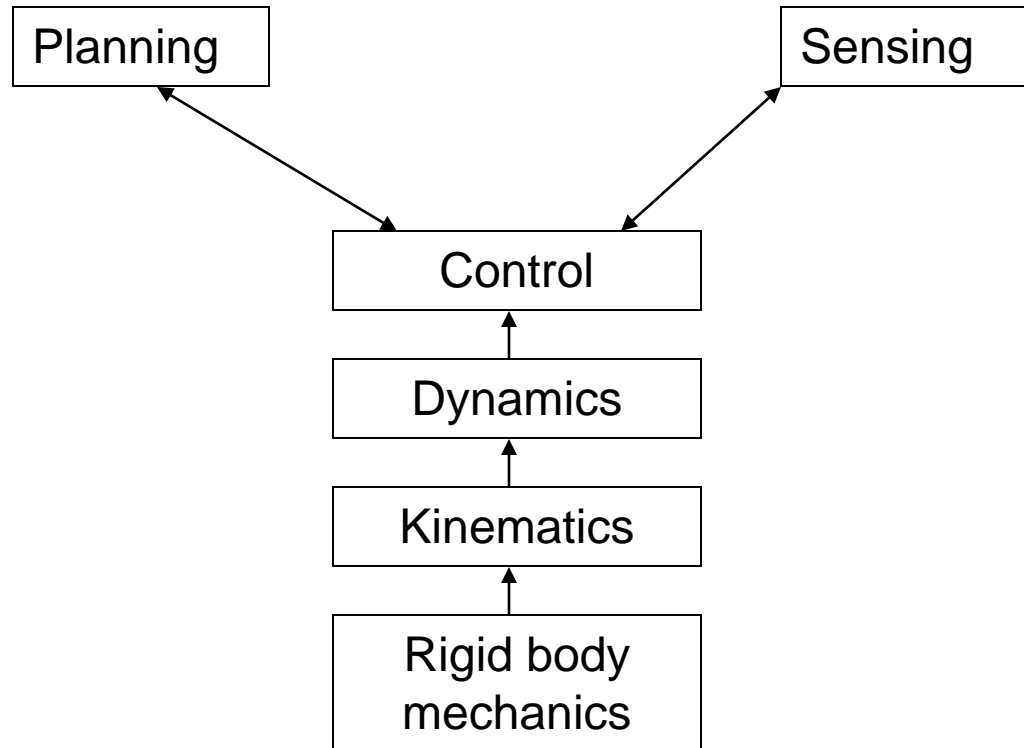 Planning
Sensing
Control
Dynamics
Kinematics
Rigid body
mechanics